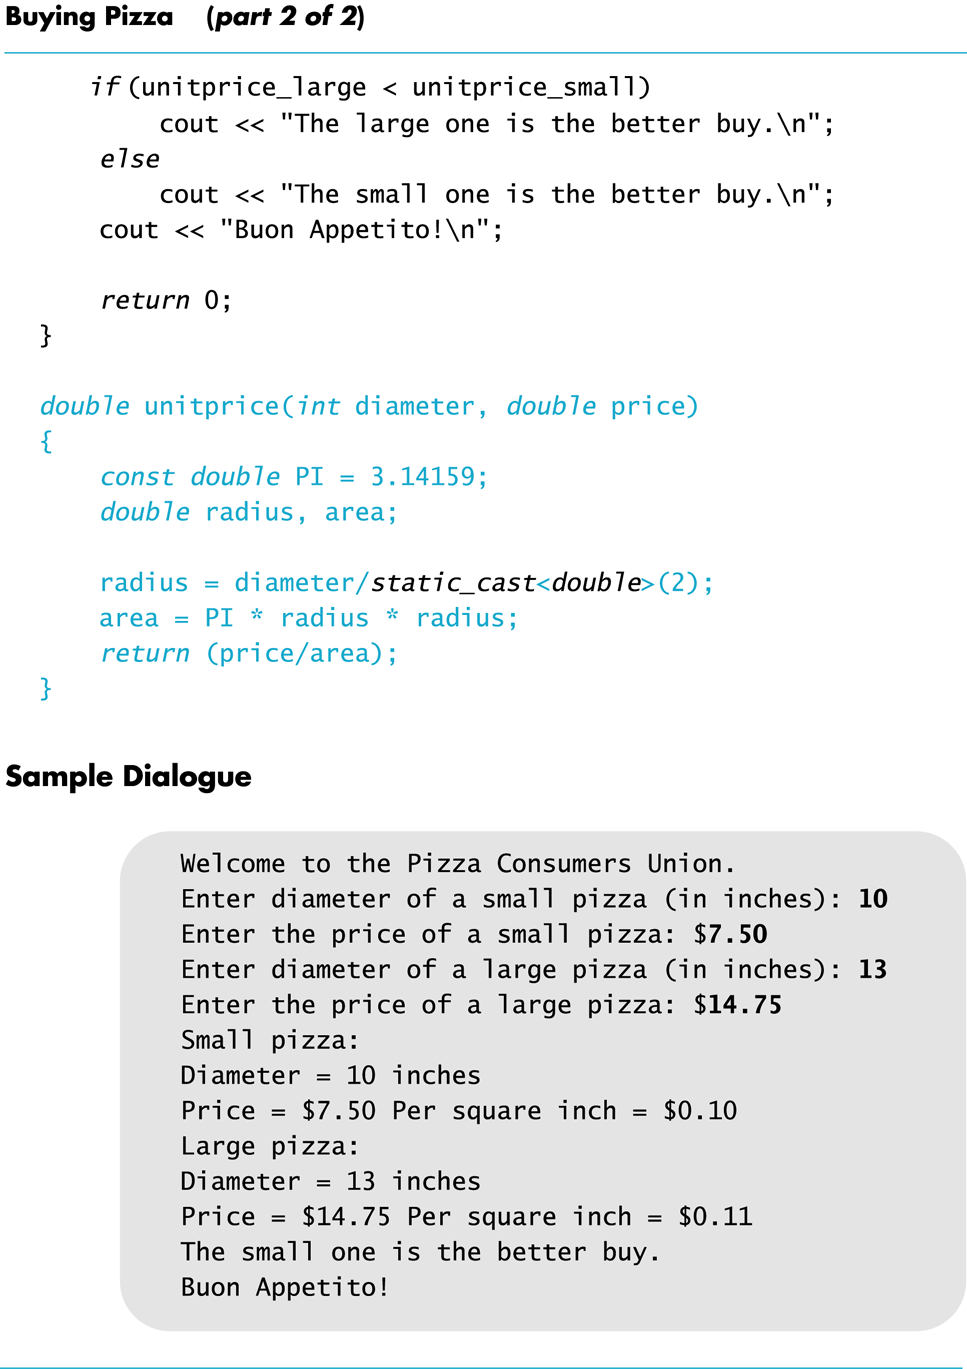 Buying Pizza (part 2 of 2)
if (unitprice_large < unitprice_small)
cout << "The large one is the better buy.\n";
else
cout << "The small one is the better buy.\n";
cout << "Buon Appetito!\n";
return 0;
}
double unitprice(int diameter, double price)
{
const double PI = 3.14159;
double radius, area;
radius = diameter/static_cast<double>(2);
area = PI * radius * radius;
return (price/area);
}
Sample Dialogue
Welcome to the Pizza Consumers Union.
Enter diameter of a small pizza (in inches): 10
Enter the price of a small pizza: $7.50
Enter diameter of a large pizza (in inches): 13
Enter the price of a large pizza: $14.75
Small pizza:
Diameter = 10 inches
Price = $7.50 Per square inch = $0.10
Large pizza:
Diameter = 13 inches
Price = $14.75 Per square inch = $0.11
The small one is the better buy.
Buon Appetito!